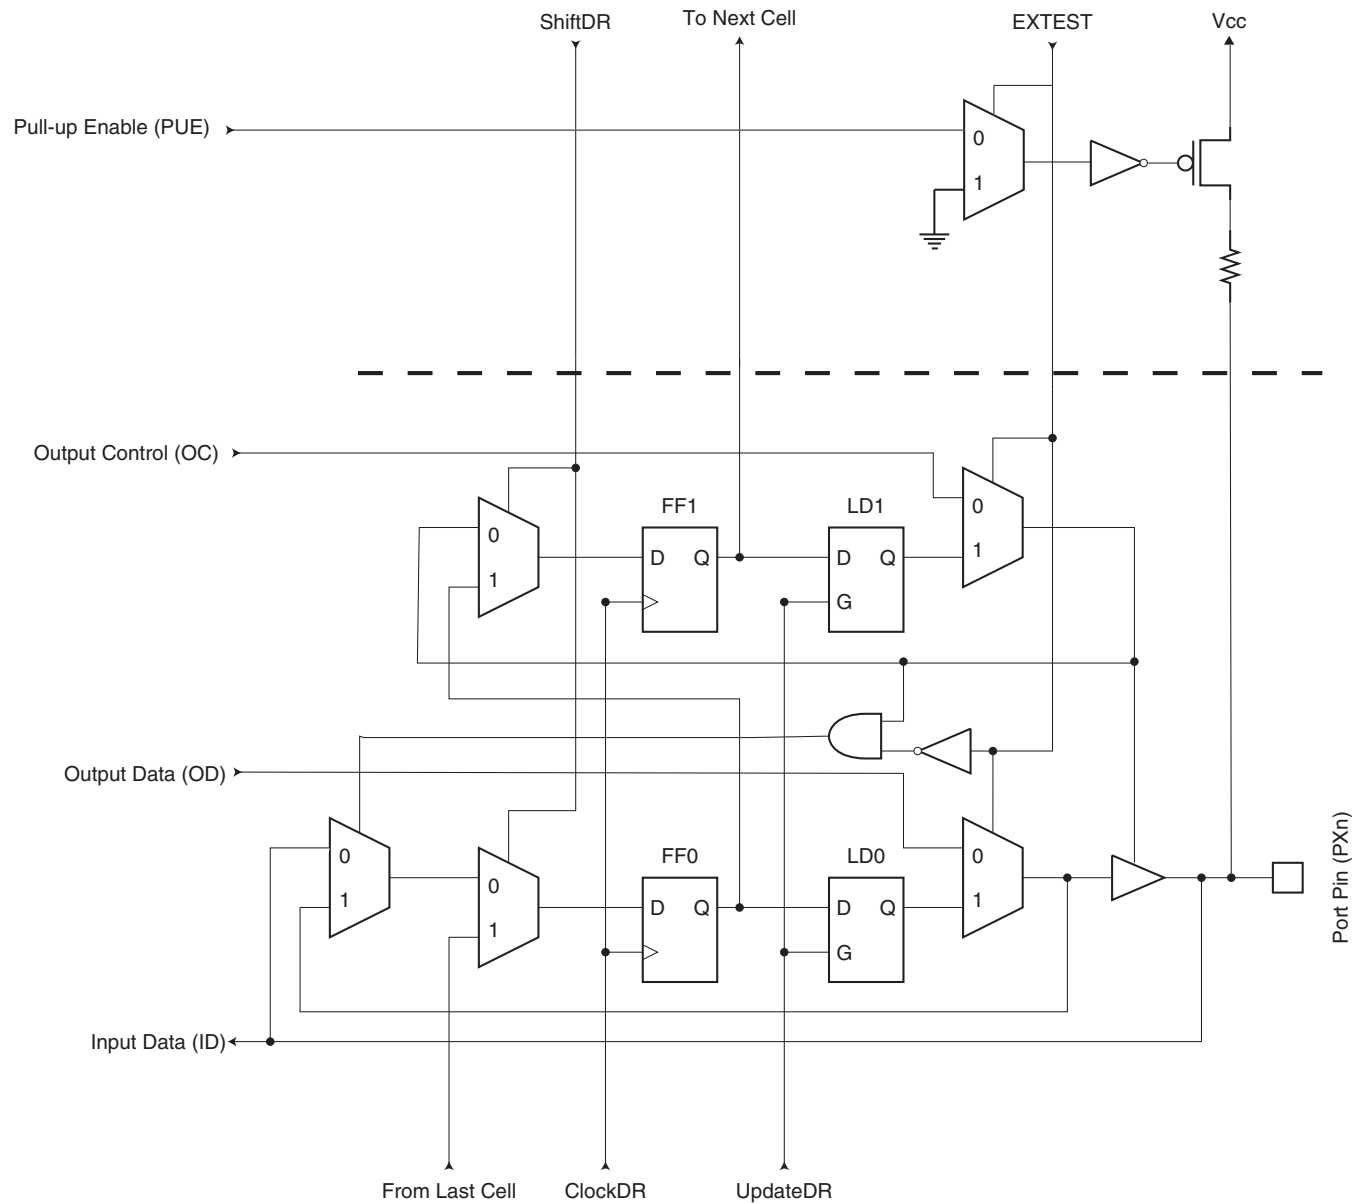 ShiftDR
To Next Cell
EXTEST
Vcc
Pull-up Enable (PUE)
0
1
Output Control (OC)
FF1
LD1
0
0
D Q
D Q
1
1
G
Output Data (OD)
FF0
LD0
0
0
0
1
D Q
D Q
1
1
G
Port Pin (PXn)
Input Data (ID)
From Last Cell
ClockDR
UpdateDR